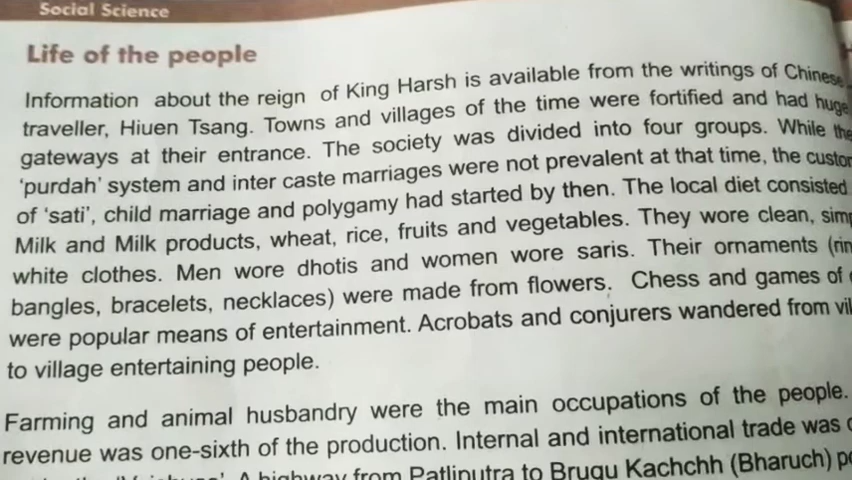 Social Science
Life of the people
Information about the reign of King Harsh is available from the writings of Chinese
traveller, Hiuen Tsang. Towns and villages of the time were fortified and had huge
gateways at their entrance. The society was divided into four groups. While the
'purdah' system and inter caste marriages were not prevalent at that time, the
of 'sati', child marriage and polygamy had started by then. The local diet consisted
Milk and Milk products, wheat, rice, fruits and vegetables. They wore clean,
white clothes. Men wore dhotis and women wore saris. Their ornaments
bangles, bracelets, necklaces) were made from flowers. Chess and games of
were popular means of entertainment. Acrobats and conjurers wandered from
to village entertaining people.
Farming and animal husbandry were the main occupations of the people.
revenue was one-sixth of the production. Internal and international trade was
A highway from Patliputra to Brugu Kachchh (Bharuch)